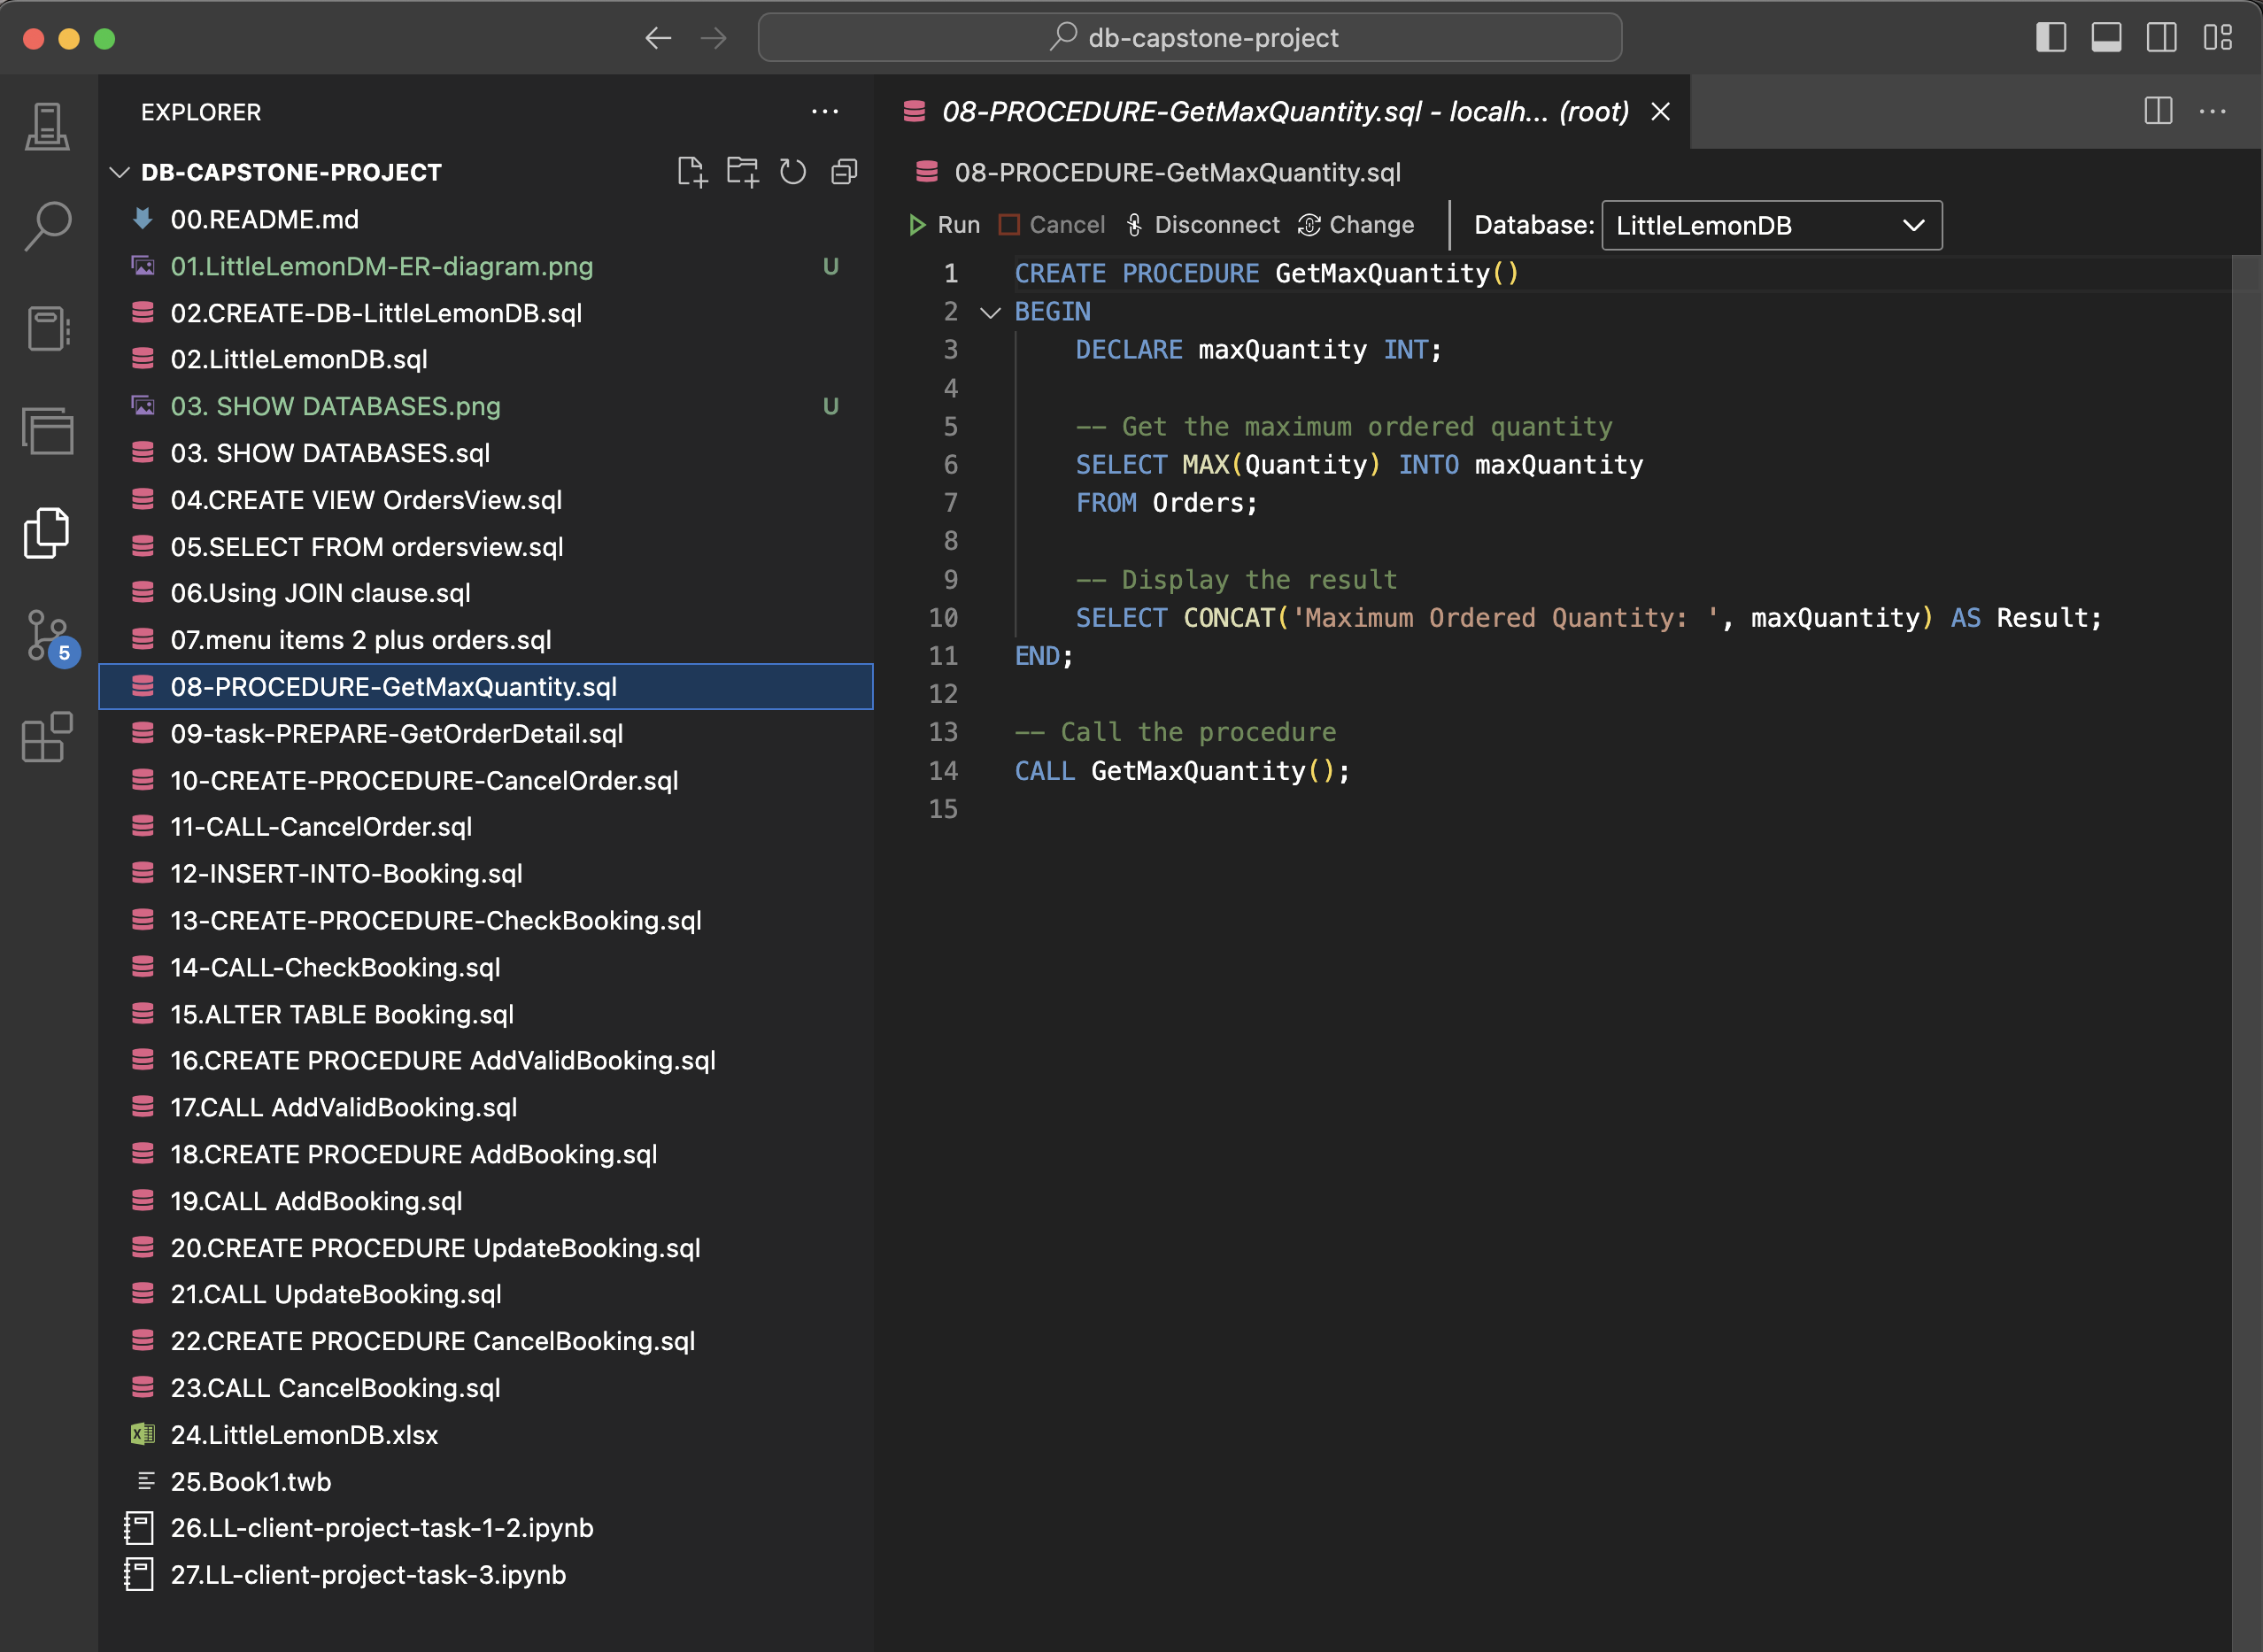 db-capstone-project
EXPLORER
DB-CAPSTONE-PROJECT
00.README.md
01.LittleLemonDM-ER-diagram.png U
02.CREATE-DB-LittleLemonDB.sql
02.LittleLemonDB.sql
03. SHOW DATABASES.png U
03. SHOW DATABASES.sql
04.CREATE VIEW OrdersView.sql
05.SELECT FROM ordersview.sql
06.Using JOIN clause.sql
07.menu items 2 plus orders.sql
08-PROCEDURE-GetMaxQuantity.sql
09-task-PREPARE-GetOrderDetail.sql
10-CREATE-PROCEDURE-CancelOrder.sql
11-CALL-CancelOrder.sql
12-INSERT-INTO-Booking.sql
13-CREATE-PROCEDURE-CheckBooking.sql
14-CALL-CheckBooking.sql
15.ALTER TABLE Booking.sql
16.CREATE PROCEDURE AddValidBooking.sql
17.CALL AddValidBooking.sql
18.CREATE PROCEDURE AddBooking.sql
19.CALL AddBooking.sql
20.CREATE PROCEDURE UpdateBooking.sql
21.CALL UpdateBooking.sql
22.CREATE PROCEDURE CancelBooking.sql
23.CALL CancelBooking.sql
24.LittleLemonDB.xlsx
25.Book1.twb
26.LL-client-project-task-1-2.ipynb
27.LL-client-project-task-3.ipynb
5
08-PROCEDURE-GetMaxQuantity.sql - localh... (root)
08-PROCEDURE-GetMaxQuantity.sql
Run Cancel Disconnect Change Database: LittleLemonDB
1 CREATE PROCEDURE GetMaxQuantity()
2 BEGIN
3 DECLARE maxQuantity INT;
4
5 -- Get the maximum ordered quantity
6 SELECT MAX(Quantity) INTO maxQuantity
7 FROM Orders;
8
9 -- Display the result
10 SELECT CONCAT('Maximum Ordered Quantity: ', maxQuantity) AS Result;
11 END;
12
13 -- Call the procedure
14 CALL GetMaxQuantity();
15